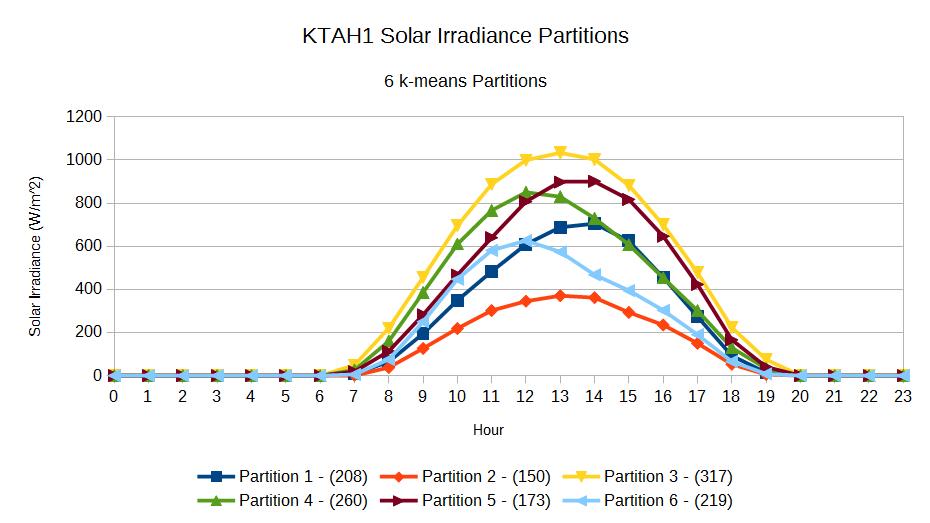 KTAH1 Solar Irradiance Partitions
6 k-means Partitions
1200
1000
800
600
400
200
0
Solar Irradiance (W/m^2)
0 1 2 3 4 5 6 7 8 9 10 11 12 13 14 15 16 17 18 19 20 21 22 23
Hour
Partition 1 - (208) Partition 2 - (150) Partition 3 - (317)
Partition 4 - (260) Partition 5 - (173) Partition 6 - (219)